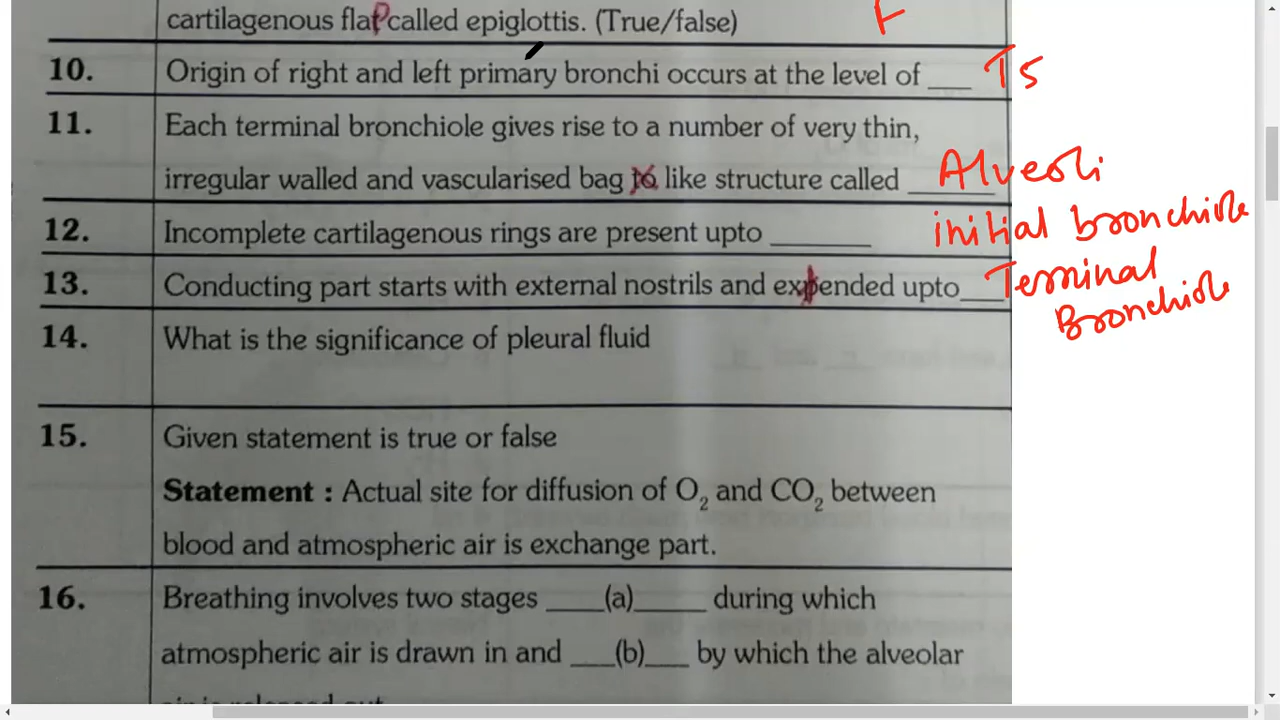 cartilagenous flap called epiglottis. (True/false) F
10. Origin of right and left primary bronchi occurs at the level of ___ T5
11. Each terminal bronchiole gives rise to a number of very thin,
irregular walled and vascularised bag like structure called ______ Alveoli
12. Incomplete cartilagenous rings are present upto _______ initial bronchiole
13. Conducting part starts with external nostrils and extended upto___ Terminal
Bronchiole
14. What is the significance of pleural fluid
15. Given statement is true or false
Statement : Actual site for diffusion of O₂ and CO₂ between
blood and atmospheric air is exchange part.
16. Breathing involves two stages ____(a)_____ during which
atmospheric air is drawn in and ___(b)___ by which the alveolar